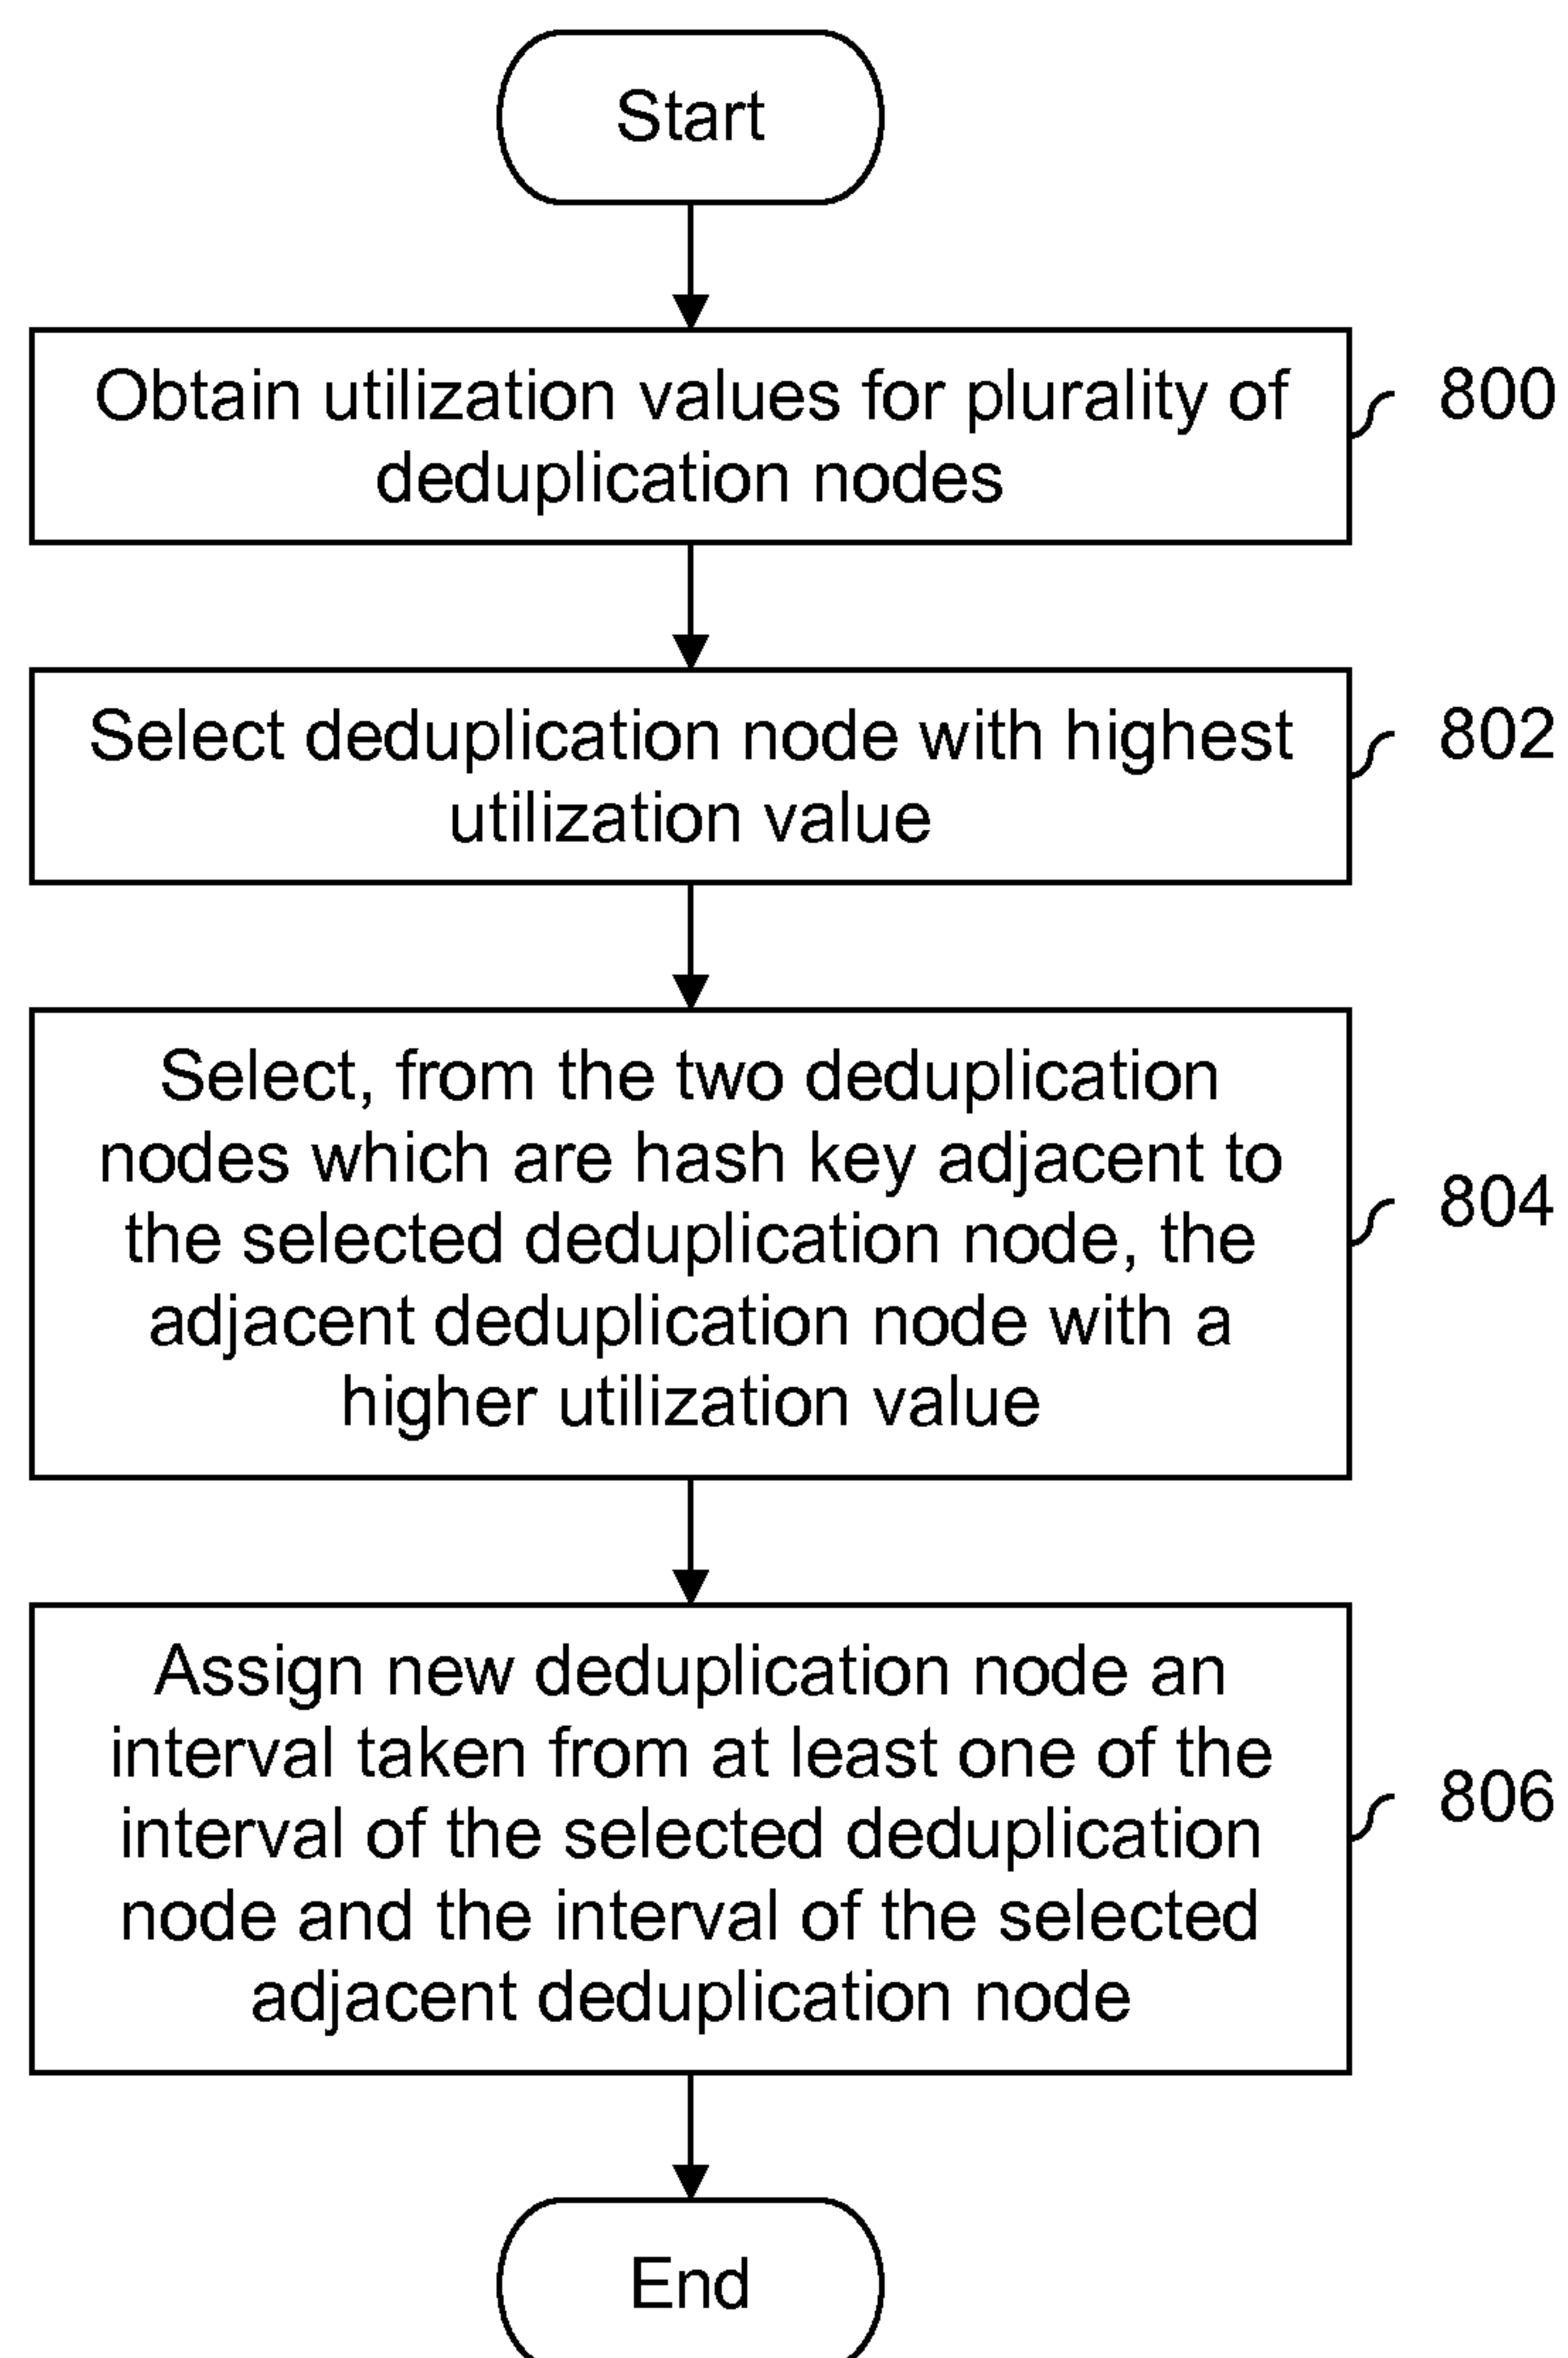 Start
Obtain utilization values for plurality of
deduplication nodes
800
Select deduplication node with highest
utilization value
802
Select, from the two deduplication
nodes which are hash key adjacent to
the selected deduplication node, the
adjacent deduplication node with a
higher utilization value
804
Assign new deduplication node an
interval taken from at least one of the
interval of the selected deduplication
node and the interval of the selected
adjacent deduplication node
806
End